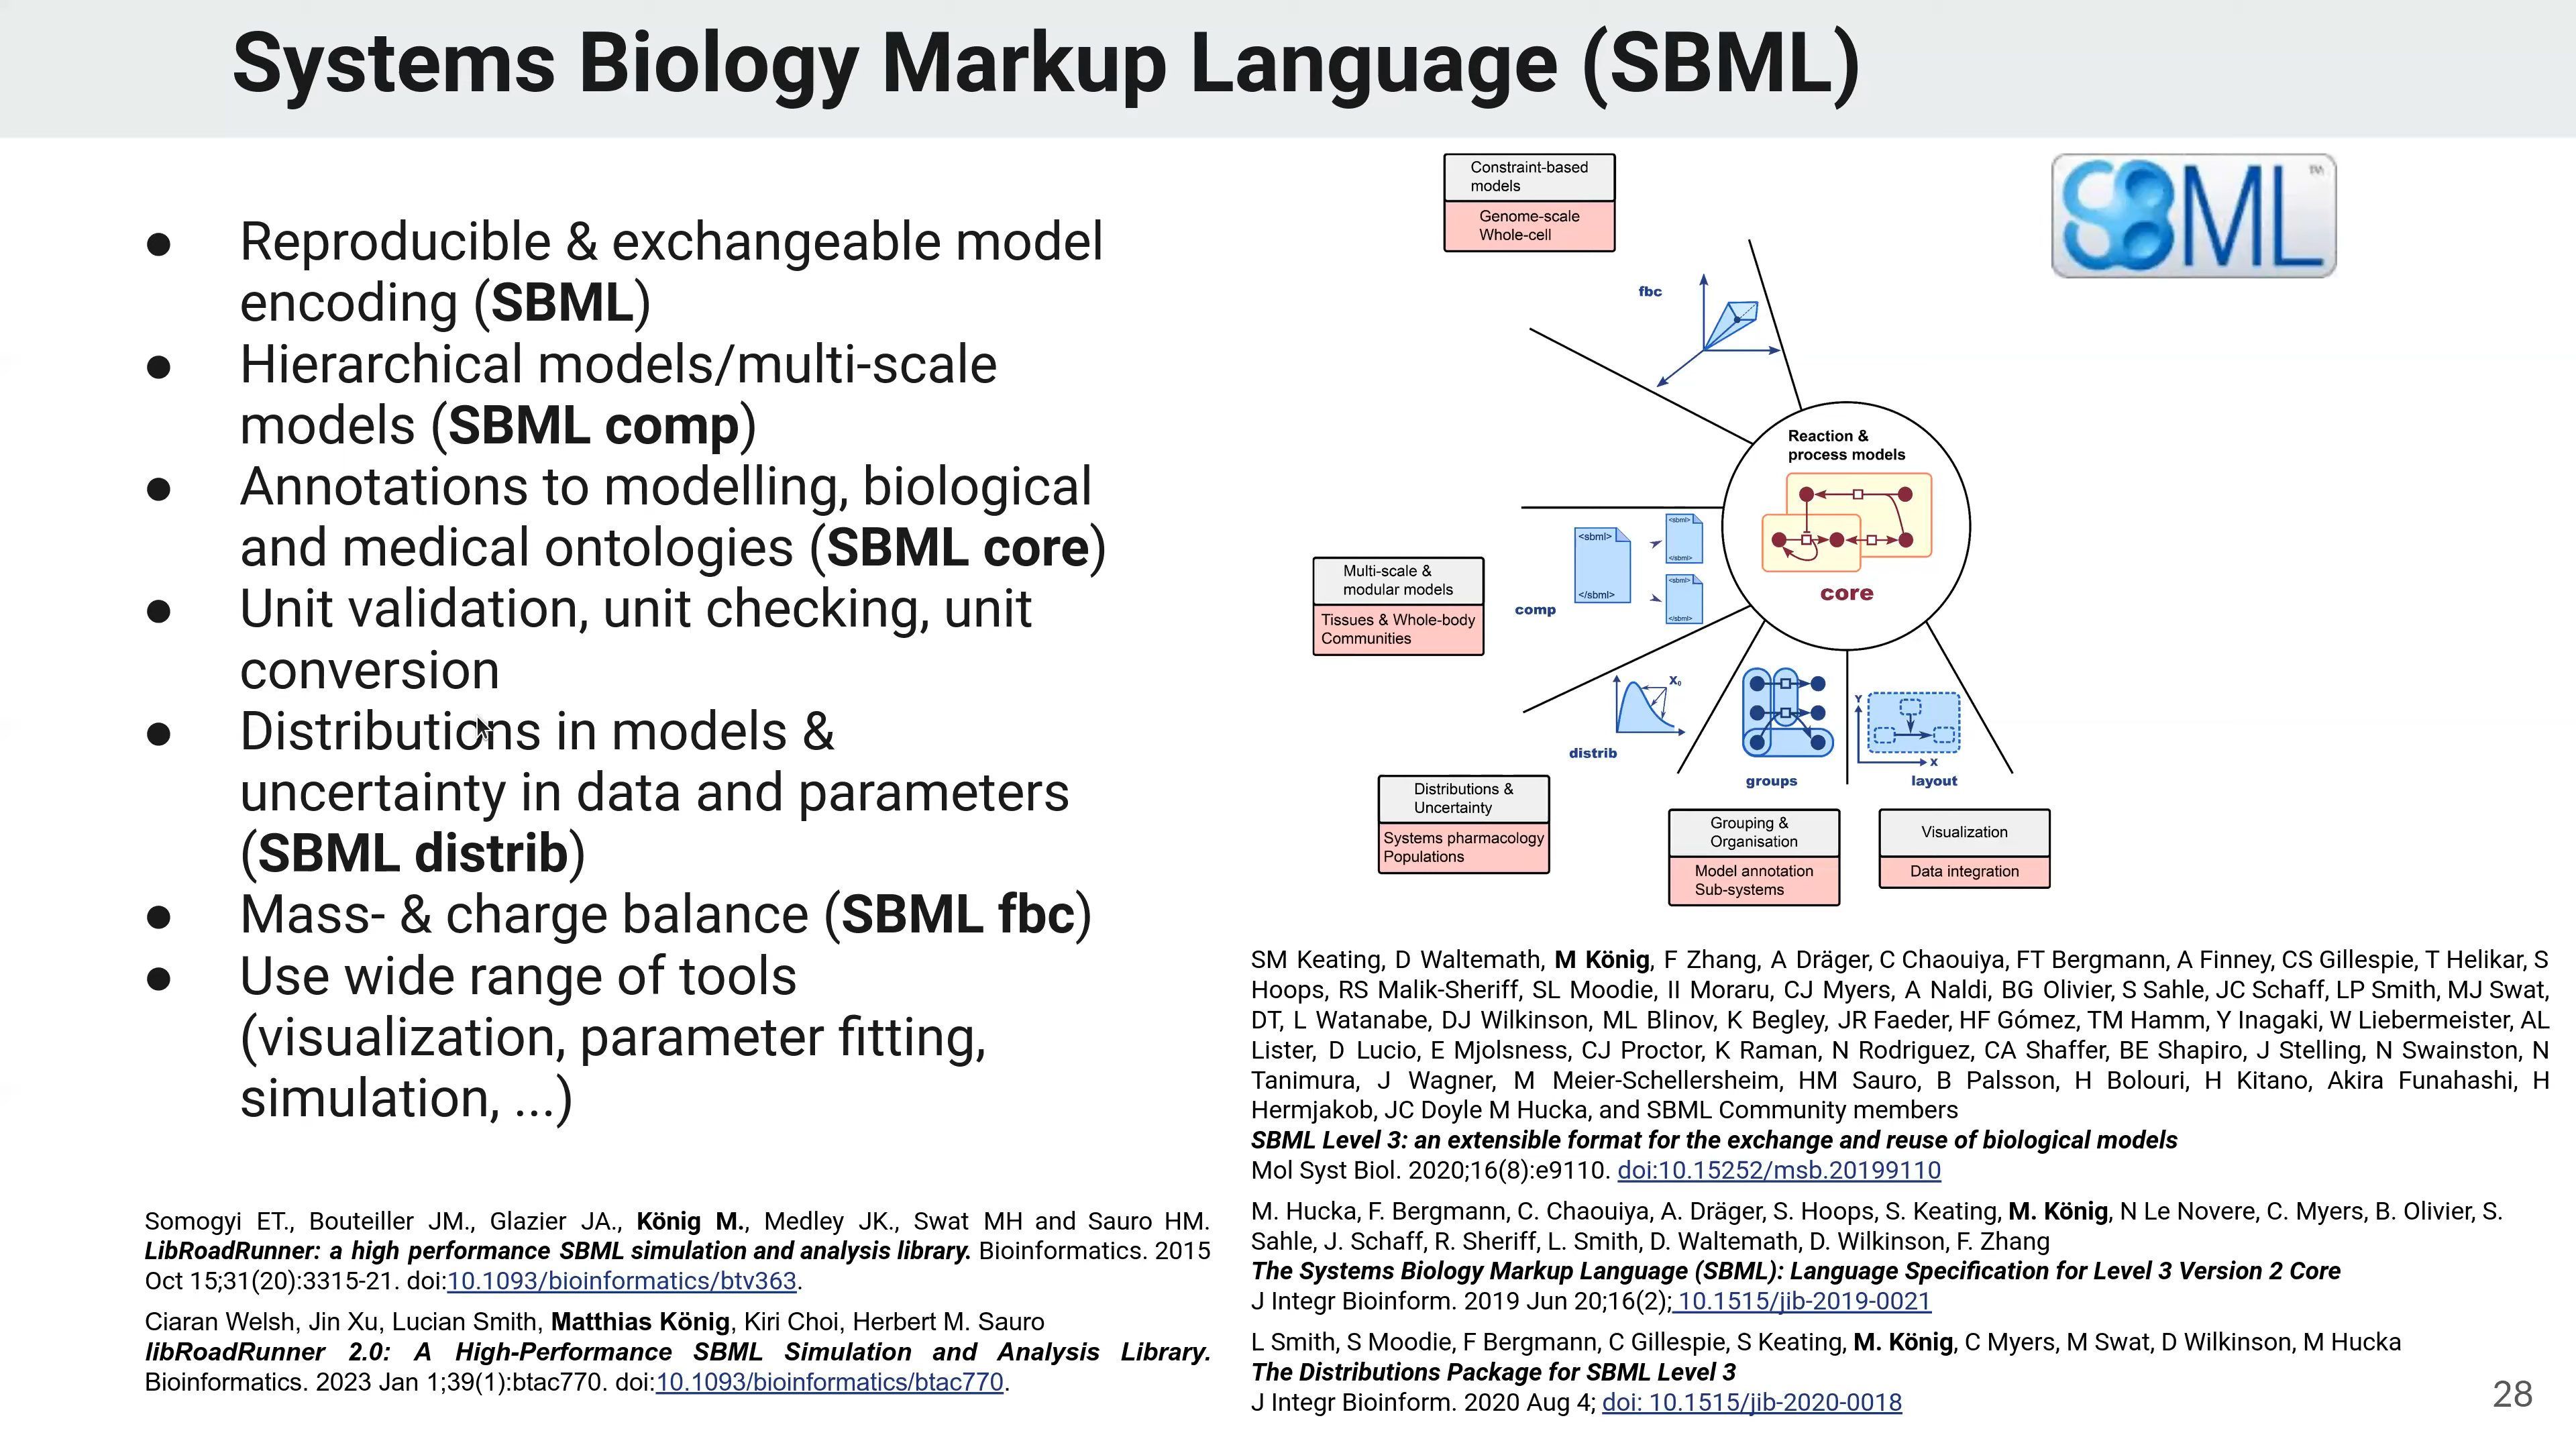 Systems Biology Markup Language (SBML)
● Reproducible & exchangeable model
encoding (SBML)
● Hierarchical models/multi-scale
models (SBML comp)
● Annotations to modelling, biological
and medical ontologies (SBML core)
● Unit validation, unit checking, unit
conversion
● Distributions in models &
uncertainty in data and parameters
(SBML distrib)
● Mass- & charge balance (SBML fbc)
● Use wide range of tools
(visualization, parameter fitting,
simulation, ...)
Somogyi ET., Bouteiller JM., Glazier JA., König M., Medley JK., Swat MH and Sauro HM.
LibRoadRunner: a high performance SBML simulation and analysis library. Bioinformatics. 2015
Oct 15;31(20):3315-21. doi:10.1093/bioinformatics/btv363.
Ciaran Welsh, Jin Xu, Lucian Smith, Matthias König, Kiri Choi, Herbert M. Sauro
libRoadRunner 2.0: A High-Performance SBML Simulation and Analysis Library.
Bioinformatics. 2023 Jan 1;39(1):btac770. doi:10.1093/bioinformatics/btac770.
Constraint-based
models
Genome-scale
Whole-cell
SBML
TM
fbc
Reaction &
process models
core
<sbml>
</sbml>
<sbml>
</sbml>
<sbml>
</sbml>
comp
Multi-scale &
modular models
Tissues & Whole-body
Communities
X₀
distrib
Distributions &
Uncertainty
Systems pharmacology
Populations
groups
Grouping &
Organisation
Model annotation
Sub-systems
Y
X
layout
Visualization
Data integration
SM Keating, D Waltemath, M König, F Zhang, A Dräger, C Chaouiya, FT Bergmann, A Finney, CS Gillespie, T Helikar, S
Hoops, RS Malik-Sheriff, SL Moodie, II Moraru, CJ Myers, A Naldi, BG Olivier, S Sahle, JC Schaff, LP Smith, MJ Swat,
DT, L Watanabe, DJ Wilkinson, ML Blinov, K Begley, JR Faeder, HF Gómez, TM Hamm, Y Inagaki, W Liebermeister, AL
Lister, D Lucio, E Mjolsness, CJ Proctor, K Raman, N Rodriguez, CA Shaffer, BE Shapiro, J Stelling, N Swainston, N
Tanimura, J Wagner, M Meier-Schellersheim, HM Sauro, B Palsson, H Bolouri, H Kitano, Akira Funahashi, H
Hermjakob, JC Doyle M Hucka, and SBML Community members
SBML Level 3: an extensible format for the exchange and reuse of biological models
Mol Syst Biol. 2020;16(8):e9110. doi:10.15252/msb.20199110
M. Hucka, F. Bergmann, C. Chaouiya, A. Dräger, S. Hoops, S. Keating, M. König, N Le Novere, C. Myers, B. Olivier, S.
Sahle, J. Schaff, R. Sheriff, L. Smith, D. Waltemath, D. Wilkinson, F. Zhang
The Systems Biology Markup Language (SBML): Language Specification for Level 3 Version 2 Core
J Integr Bioinform. 2019 Jun 20;16(2); 10.1515/jib-2019-0021
L Smith, S Moodie, F Bergmann, C Gillespie, S Keating, M. König, C Myers, M Swat, D Wilkinson, M Hucka
The Distributions Package for SBML Level 3
J Integr Bioinform. 2020 Aug 4; doi: 10.1515/jib-2020-0018
28